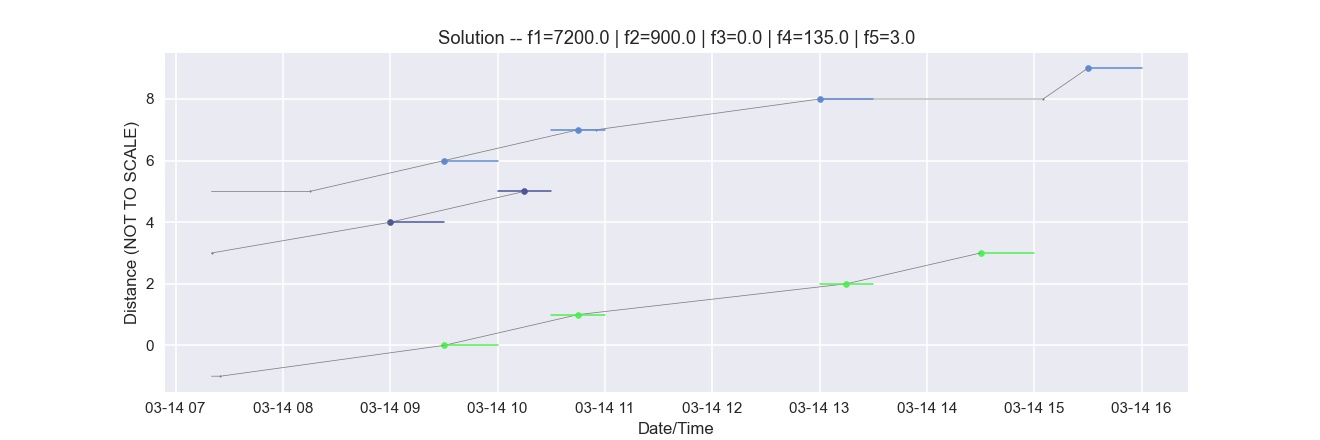 Solution -- f1=7200.0 | f2=900.0 | f3=0.0 | f4=135.0 | f5=3.0
Distance (NOT TO SCALE)
8
6
4
2
0
03-14 07 03-14 08 03-14 09 03-14 10 03-14 11 03-14 12 03-14 13 03-14 14 03-14 15 03-14 16
Date/Time